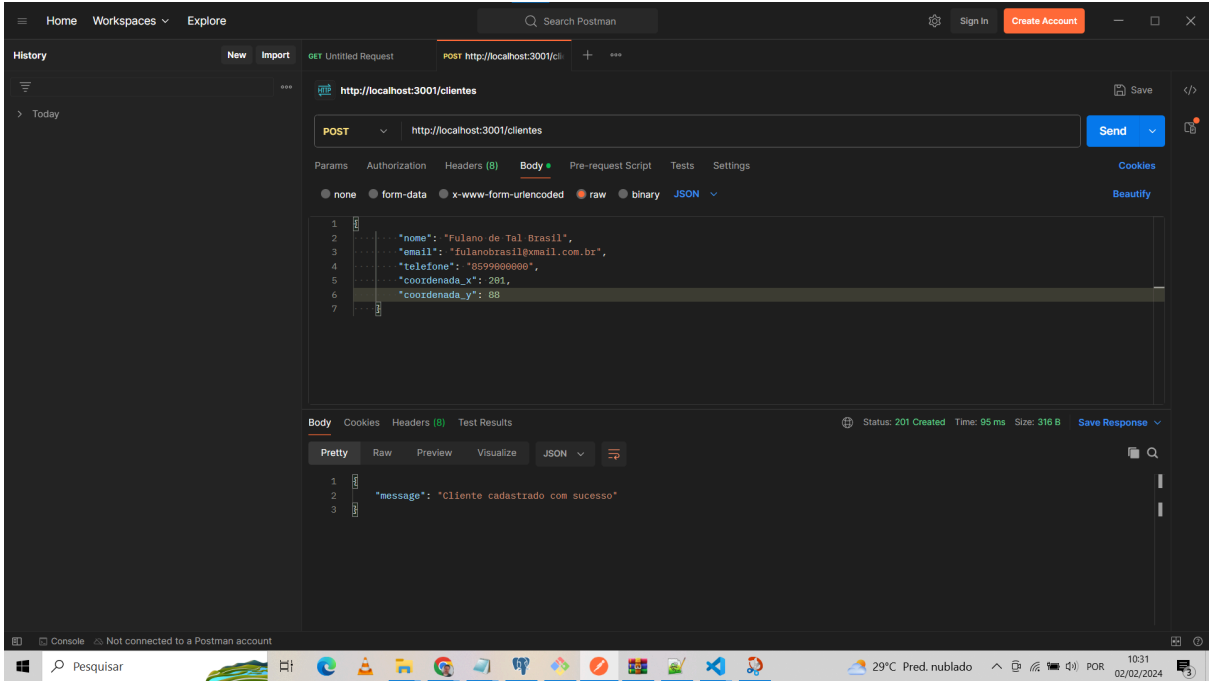 Home Workspaces Explore Search Postman Sign In Create Account
History New Import GET Untitled Request POST http://localhost:3001/cli
HTTP http://localhost:3001/clientes Save
Today
POST http://localhost:3001/clientes Send
Params Authorization Headers (8) Body Pre-request Script Tests Settings Cookies
none form-data x-www-form-urlencoded raw binary JSON Beautify
1 {
2 "nome": "Fulano de Tal Brasil",
3 "email": "fulanobrasil@xmail.com.br",
4 "telefone": "8599000000",
5 "coordenada_x": 201,
6 "coordenada_y": 88
7 }
Body Cookies Headers (8) Test Results Status: 201 Created Time: 95 ms Size: 316 B Save Response
Pretty Raw Preview Visualize JSON
1 {
2 "message": "Cliente cadastrado com sucesso"
3 }
Console Not connected to a Postman account
Pesquisar 29°C Pred. nublado POR 10:31
02/02/2024 3